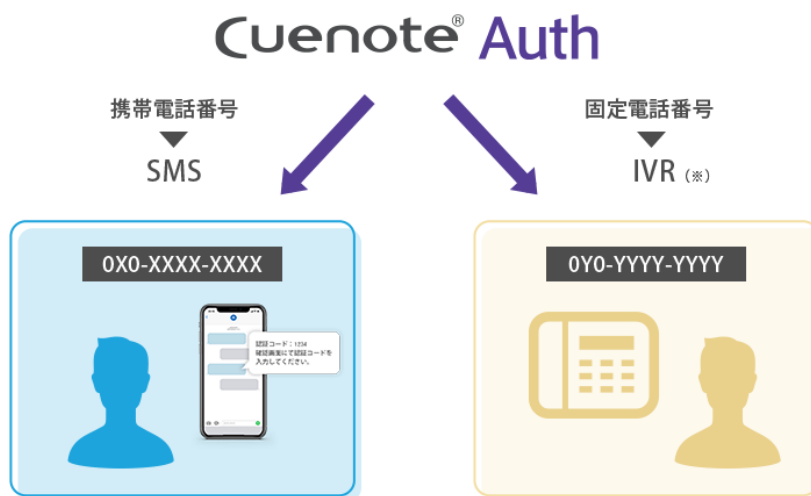 Cuenote® Auth
携帯電話番号
SMS
固定電話番号
IVR (※)
0X0-XXXX-XXXX
認証コード:1234
確認画面にて認証コードを
入力してください。
0Y0-YYYY-YYYY